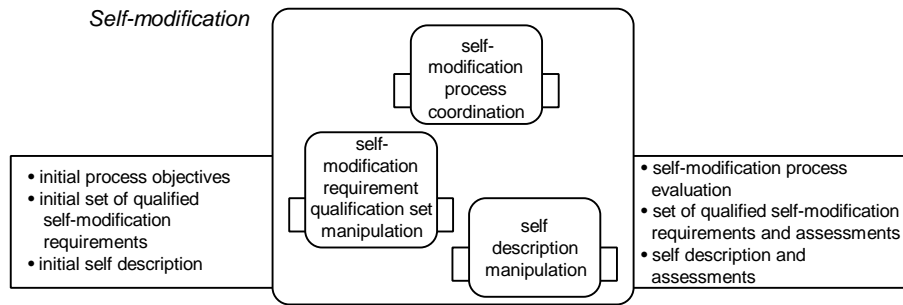 Self-modification
self-
modification
process
coordination
self-
modification
requirement
qualification set
manipulation
self
description
manipulation
• initial process objectives
• initial set of qualified
self-modification
requirements
• initial self description
• self-modification process
evaluation
• set of qualified self-modification
requirements and assessments
• self description and
assessments